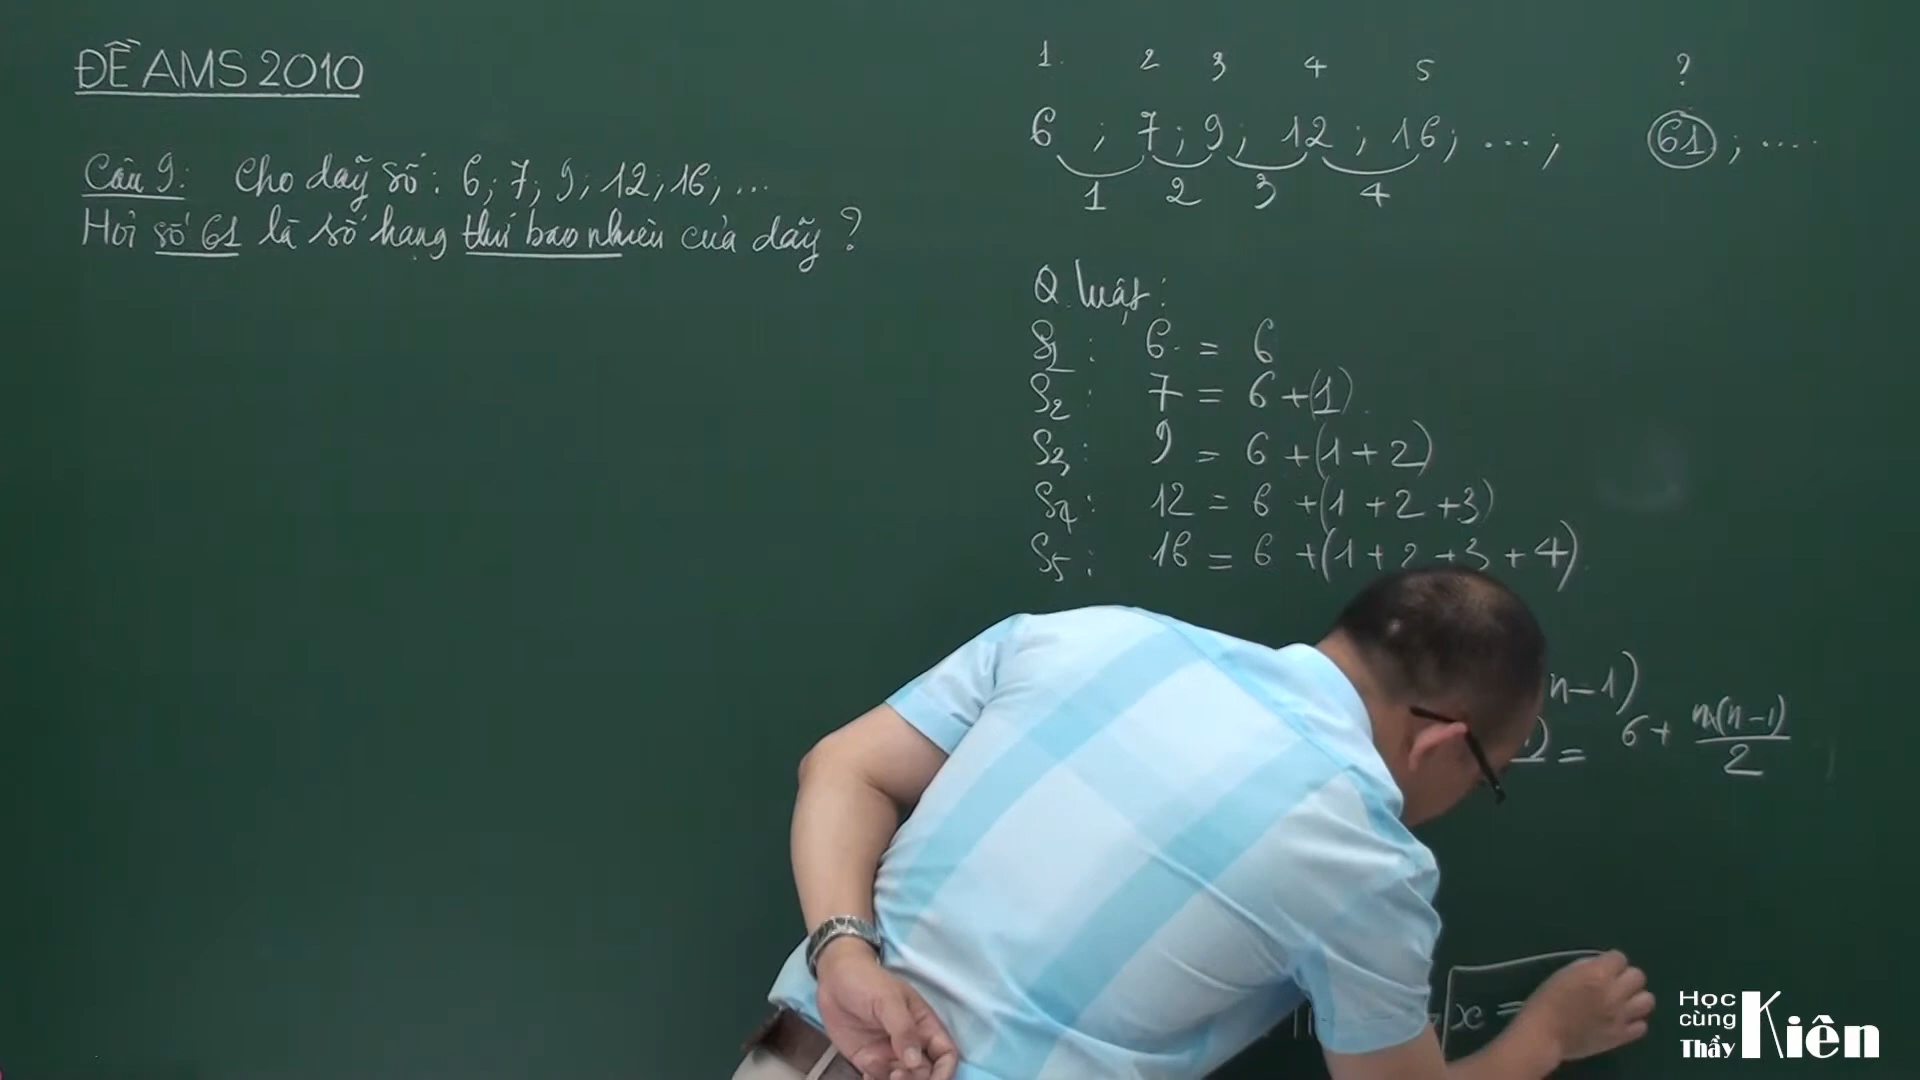 ĐỀ AMS 2010
Câu 9: Cho dãy số: 6; 7; 9; 12; 16; ...
Hỏi số 61 là số hạng thứ bao nhiêu của dãy?
1. 2 3 4 5 ?
6 ; 7 ; 9 ; 12 ; 16 ; ... ; 61 ; ....
1 2 3 4
Q. luật:
S1 : 6 = 6
S2 : 7 = 6 + (1)
S3 : 9 = 6 + (1 + 2)
S4 : 12 = 6 + (1 + 2 + 3)
S5 : 16 = 6 + (1 + 2 + 3 + 4)
n - 1)
2 = 6 + n×(n - 1)/2
x =
Học
cùng
Thầy Kiên